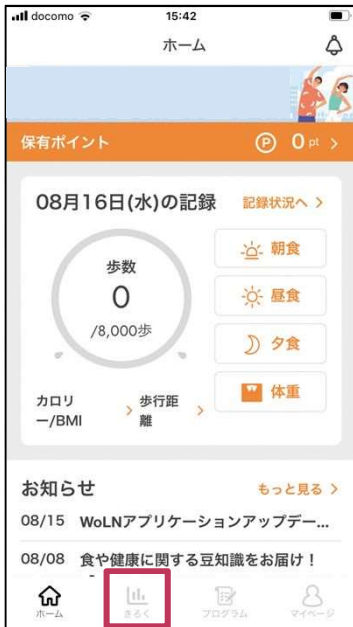 docomo 15:42
ホーム
保有ポイント P 0 pt >
08月16日(水)の記録 記録状況へ >
歩数
0
/8,000歩
朝食
昼食
夕食
体重
カロリー/BMI > 歩行距離 >
お知らせ もっと見る >
08/15 WoLNアプリケーションアップデー...
08/08 食や健康に関する豆知識をお届け!
ホーム きろく プログラム マイページ